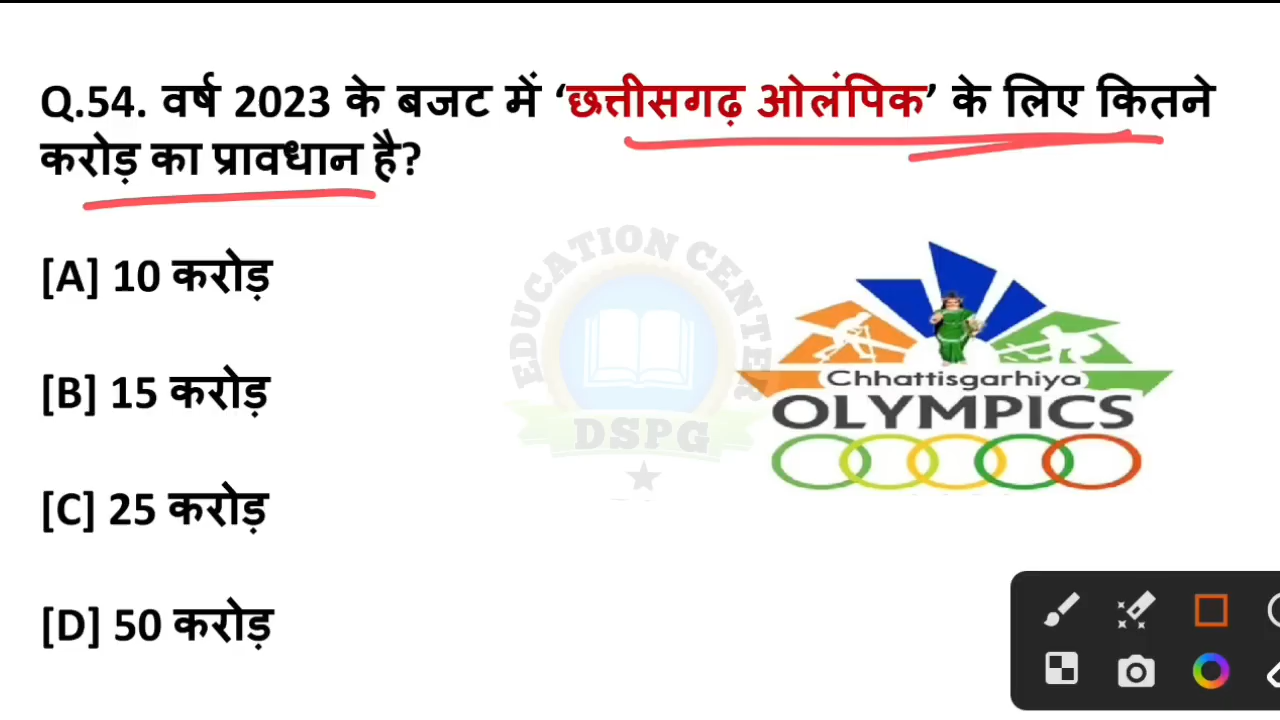 Q.54. वर्ष 2023 के बजट में ‘छत्तीसगढ़ ओलंपिक’ के लिए कितने
करोड़ का प्रावधान है?
[A] 10 करोड़
[B] 15 करोड़
[C] 25 करोड़
[D] 50 करोड़
EDUCATION CENTER
DSPG
Chhattisgarhiya
OLYMPICS